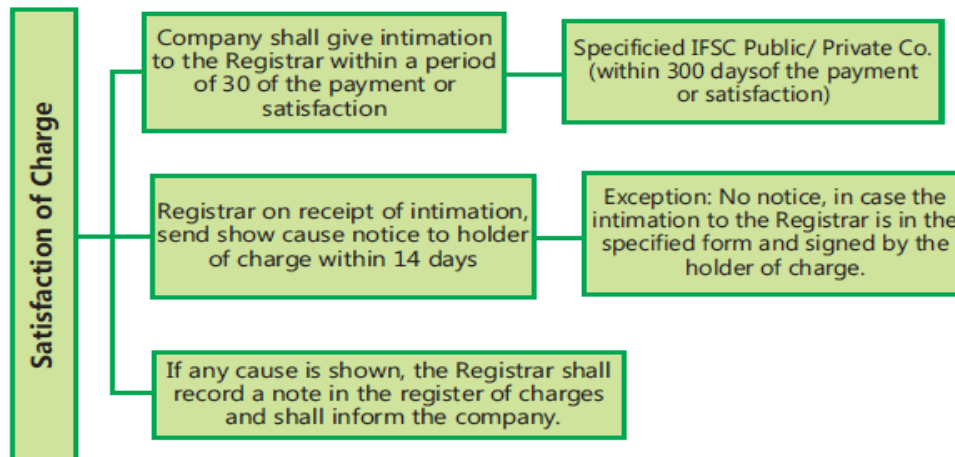 Satisfaction of Charge
Company shall give intimation
to the Registrar within a period
of 30 of the payment or
satisfaction
Specificied IFSC Public/ Private Co.
(within 300 daysof the payment
or satisfaction)
Registrar on receipt of intimation,
send show cause notice to holder
of charge within 14 days
Exception: No notice, in case the
intimation to the Registrar is in the
specified form and signed by the
holder of charge.
If any cause is shown, the Registrar shall
record a note in the register of charges
and shall inform the company.